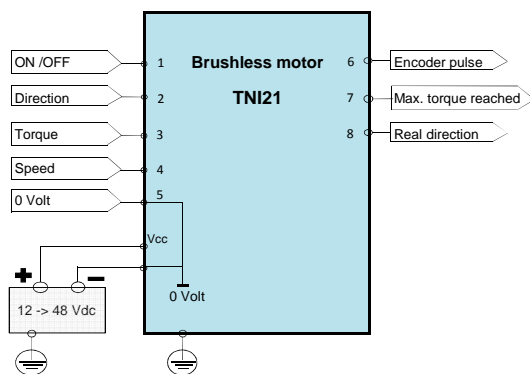 ON /OFF
1
Brushless motor
6
Encoder pulse
Direction
2
TNI21
7
Max. torque reached
Torque
3
8
Real direction
Speed
4
0 Volt
5
Vcc
+
−
12 -> 48 Vdc
0 Volt